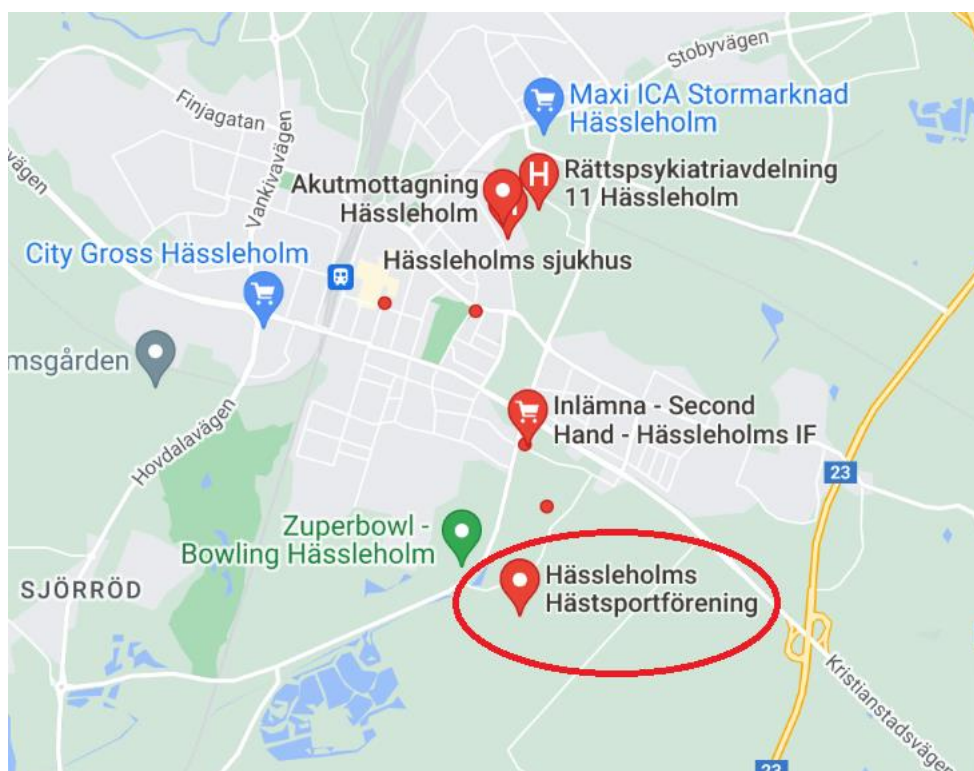 Stobyvägen
Finjagatan
Maxi ICA Stormarknad
Hässleholm
Vankivavägen
vägen
H
Rättspsykiatriavdelning
11 Hässleholm
Akutmottagning
Hässleholm
Hässleholms sjukhus
City Gross Hässleholm
msgården
Inlämna - Second
Hand - Hässleholms IF
Hovdalavägen
23
Zuperbowl -
Bowling Hässleholm
Hässleholms
Hästsportförening
SJÖRRÖD
Kristianstadsvägen
23